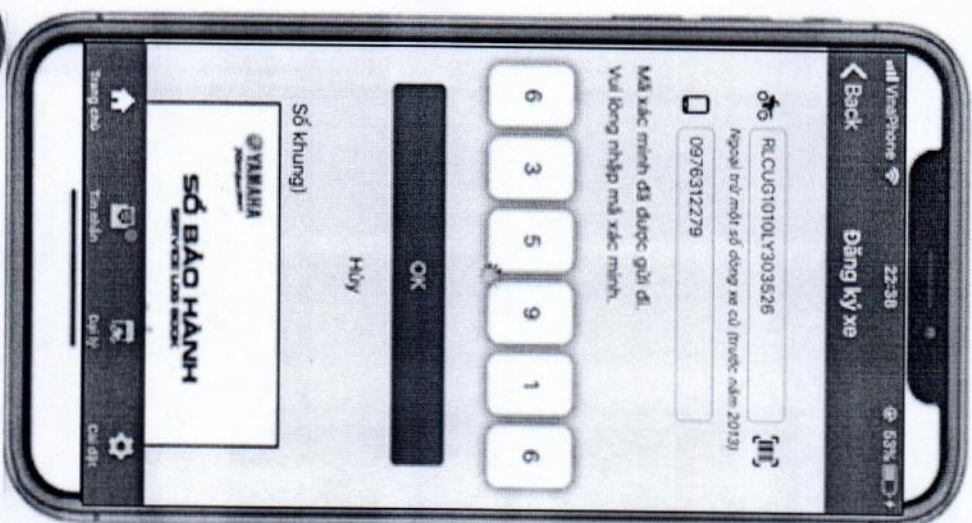 VinaPhone 22:38 53%
Back Đăng ký xe
RLCUG1010LY303526
Ngoại trừ một số dòng xe cũ (trước năm 2013)
0976312279
Mã xác minh đã được gửi đi.
Vui lòng nhập mã xác minh.
6 3 5 9 1 6
OK
Hủy
Số khung)
YAMAHA
SỔ BẢO HÀNH
SERVICE LOG BOOK
Trang chủ Tin nhắn Đại lý Cài đặt